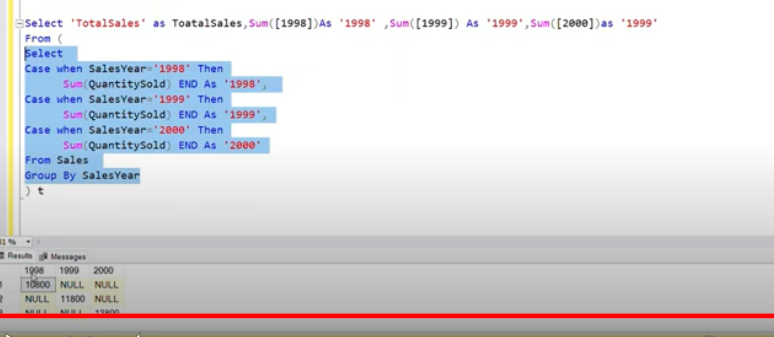 Select 'TotalSales' as ToatalSales,Sum([1998])As '1998' ,Sum([1999]) As '1999',Sum([2000])as '1999'
From (
Select
Case when SalesYear='1998' Then
Sum(QuantitySold) END As '1998',
Case when SalesYear='1999' Then
Sum(QuantitySold) END As '1999',
Case when SalesYear='2000' Then
Sum(QuantitySold) END As '2000'
From Sales
Group By SalesYear
) t
Results Messages
1998 1999 2000
10800 NULL NULL
NULL 11800 NULL
NULL NULL 13800